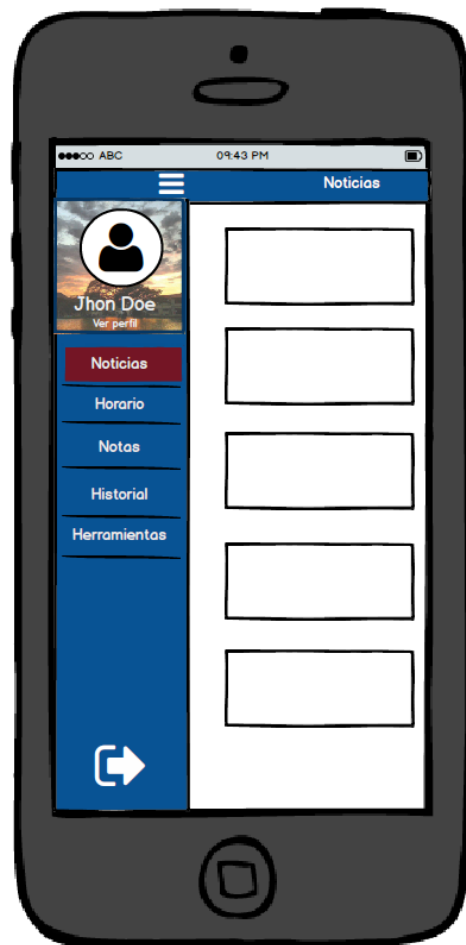 ABC 09:43 PM
Noticias
Jhon Doe
Ver perfil
Noticias
Horario
Notas
Historial
Herramientas